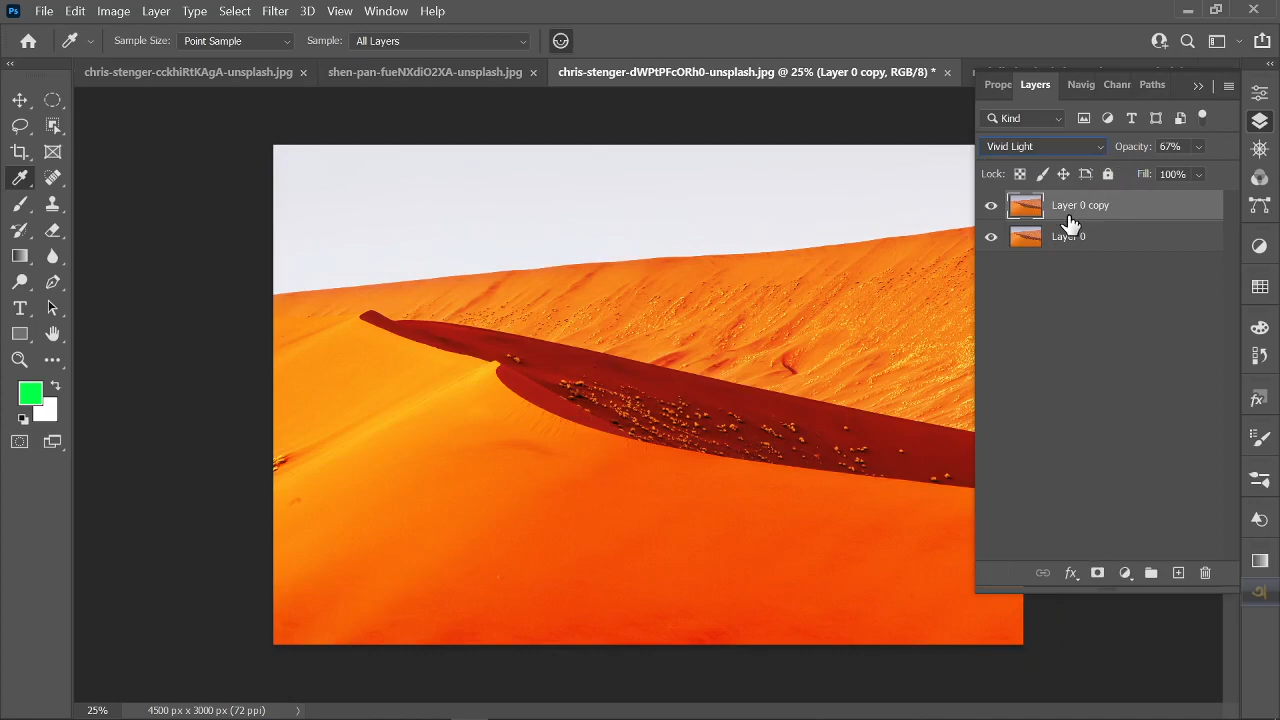 Ps File Edit Image Layer Type Select Filter 3D View Window Help
Sample Size: Point Sample Sample: All Layers
chris-stenger-cckhiRtKAgA-unsplash.jpg × shen-pan-fueNXdiO2XA-unsplash.jpg × chris-stenger-dWPtPFcORh0-unsplash.jpg @ 25% (Layer 0 copy, RGB/8) * ×
Prope Layers Navig Chanr Paths
Kind
Vivid Light Opacity: 67%
Lock: Fill: 100%
Layer 0 copy
Layer 0
fx
25% 4500 px x 3000 px (72 ppi)